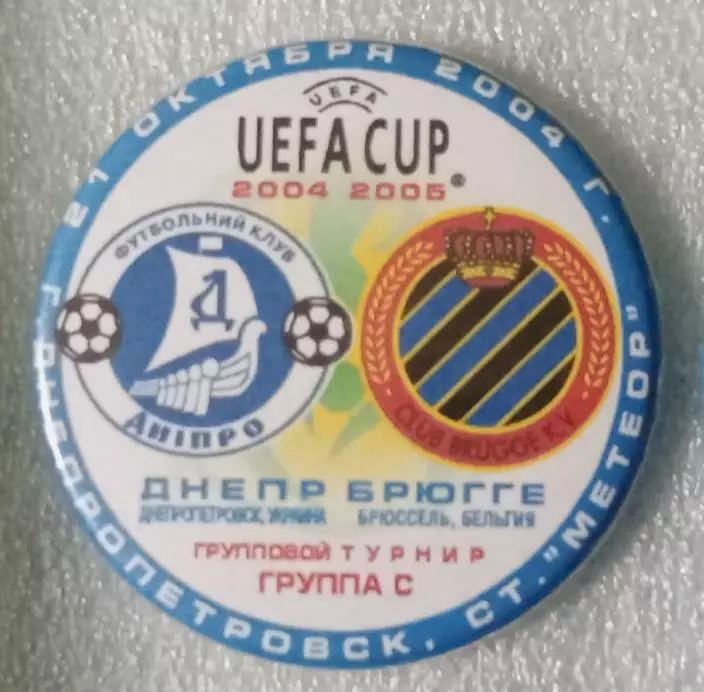 21 ОКТЯБРЯ 2004 Г.
UEFA
UEFA CUP®
2004 2005
ФУТБОЛЬНИЙ КЛУБ
Д
ДНІПРО
CLUB BRUGGE K.V
ДНЕПР БРЮГГЕ
ДНЕПРОПЕТРОВСК, УКРАИНА БРЮССЕЛЬ, БЕЛЬГИЯ
ГРУППОВОЙ ТУРНИР
ГРУППА С
Г. ДНЕПРОПЕТРОВСК, СТ. "МЕТЕОР"